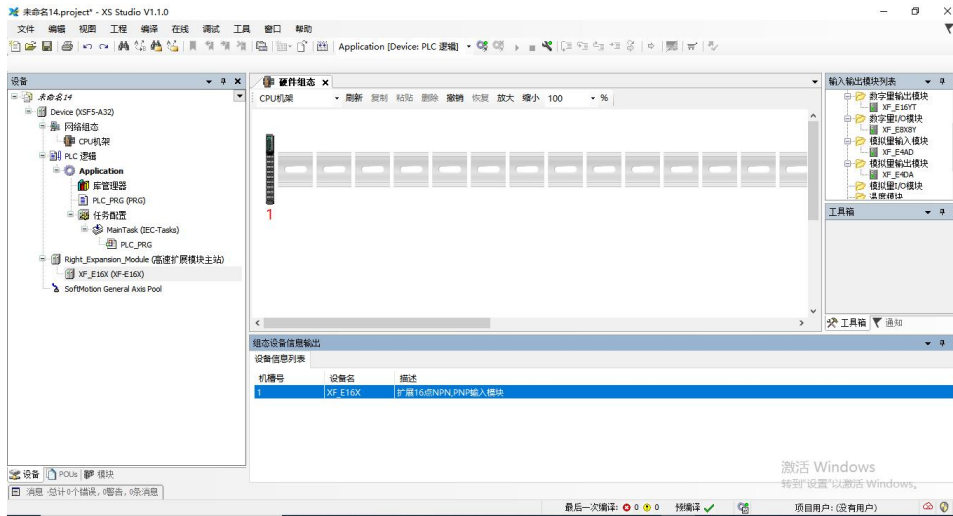 未命名14.project* - XS Studio V1.1.0
文件 编辑 视图 工程 编译 在线 调试 工具 窗口 帮助
Application [Device: PLC 逻辑]
设备
未命名14
Device (XSF5-A32)
网络组态
CPU机架
PLC 逻辑
Application
库管理器
PLC_PRG (PRG)
任务配置
MainTask (IEC-Tasks)
PLC_PRG
Right_Expansion_Module (高速扩展模块主站)
XF_E16X (XF-E16X)
SoftMotion General Axis Pool
设备 POUs 模块
硬件组态
CPU机架 刷新 复制 粘贴 删除 撤销 恢复 放大 缩小 100 %
1
输入输出模块列表
数字量输出模块
XF_E16YT
数字量I/O模块
XF_E8X8Y
模拟量输入模块
XF_E4AD
模拟量输出模块
XF_E4DA
模拟量I/O模块
温度模块
工具箱
工具箱 通知
组态设备信息输出
设备信息列表
机槽号 设备名 描述
1 XF_E16X 扩展16点NPN,PNP输入模块
激活 Windows
转到"设置"以激活 Windows。
消息 -总计0个错误, 0警告, 0条消息
最后一次编译: 0 0 预编译 项目用户: (没有用户)